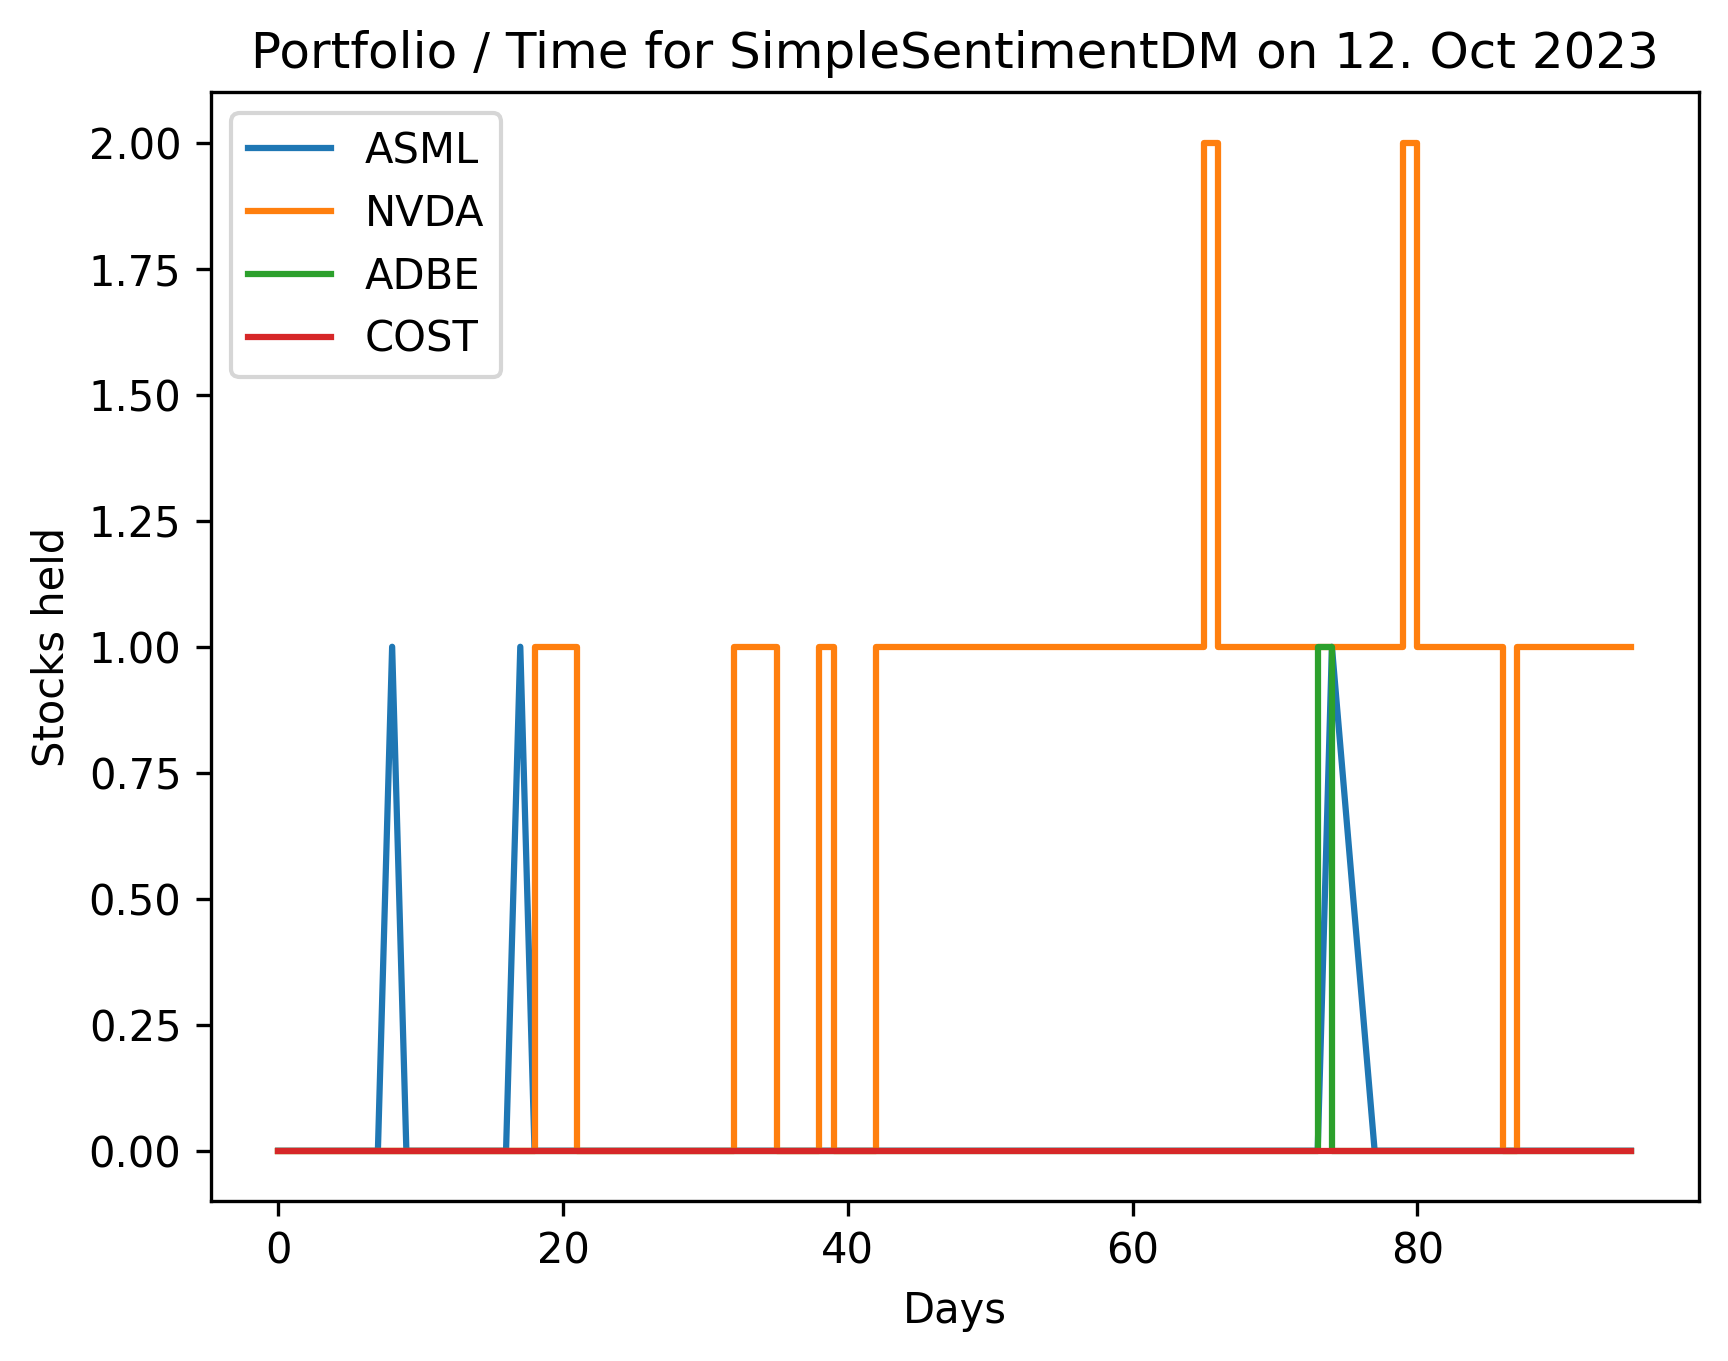 Portfolio / Time for SimpleSentimentDM on 12. Oct 2023
ASML
NVDA
ADBE
COST
2.00
1.75
1.50
1.25
1.00
0.75
0.50
0.25
0.00
Stocks held
0 20 40 60 80
Days